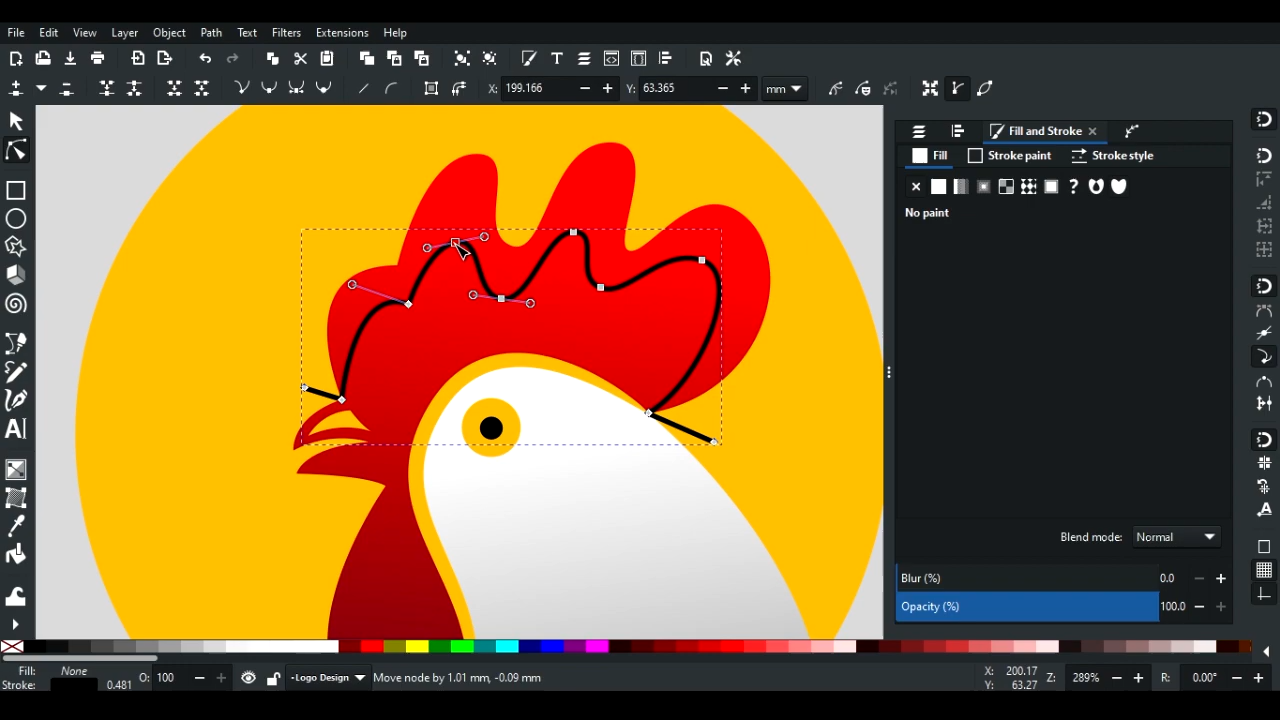 File Edit View Layer Object Path Text Filters Extensions Help
X: 199.166 Y: 63.365 mm
Fill and Stroke
Fill Stroke paint Stroke style
No paint
Blend mode: Normal
Blur (%) 0.0
Opacity (%) 100.0
Fill: None O: 100 •Logo Design Move node by 1.01 mm, -0.09 mm X: 200.17 Z: 289% R: 0.00°
Stroke: 0.481 Y: 63.27